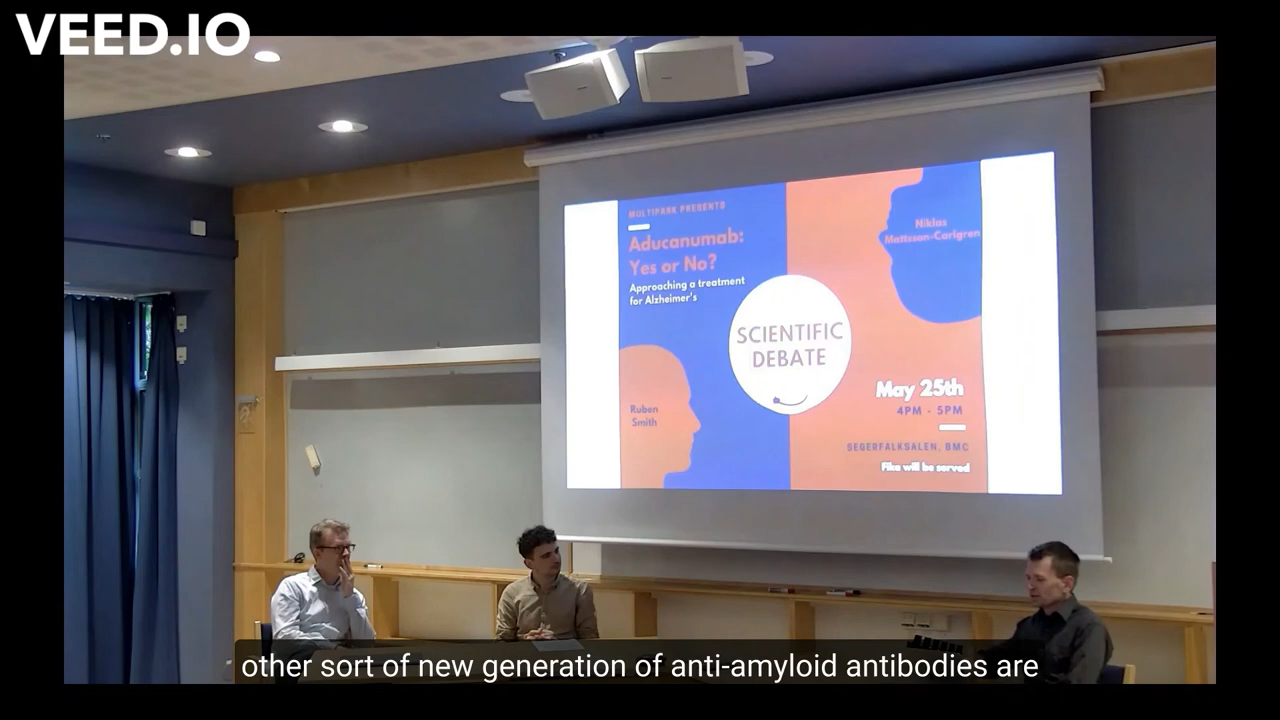 VEED.IO
MULTIPARK PRESENTS
Aducanumab:
Yes or No?
Approaching a treatment
for Alzheimer's
Niklas
Mattsson-Carlgren
SCIENTIFIC
DEBATE
Ruben
Smith
May 25th
4PM - 5PM
SEGERFALKSALEN, BMC
Fika will be served
other sort of new generation of anti-amyloid antibodies are